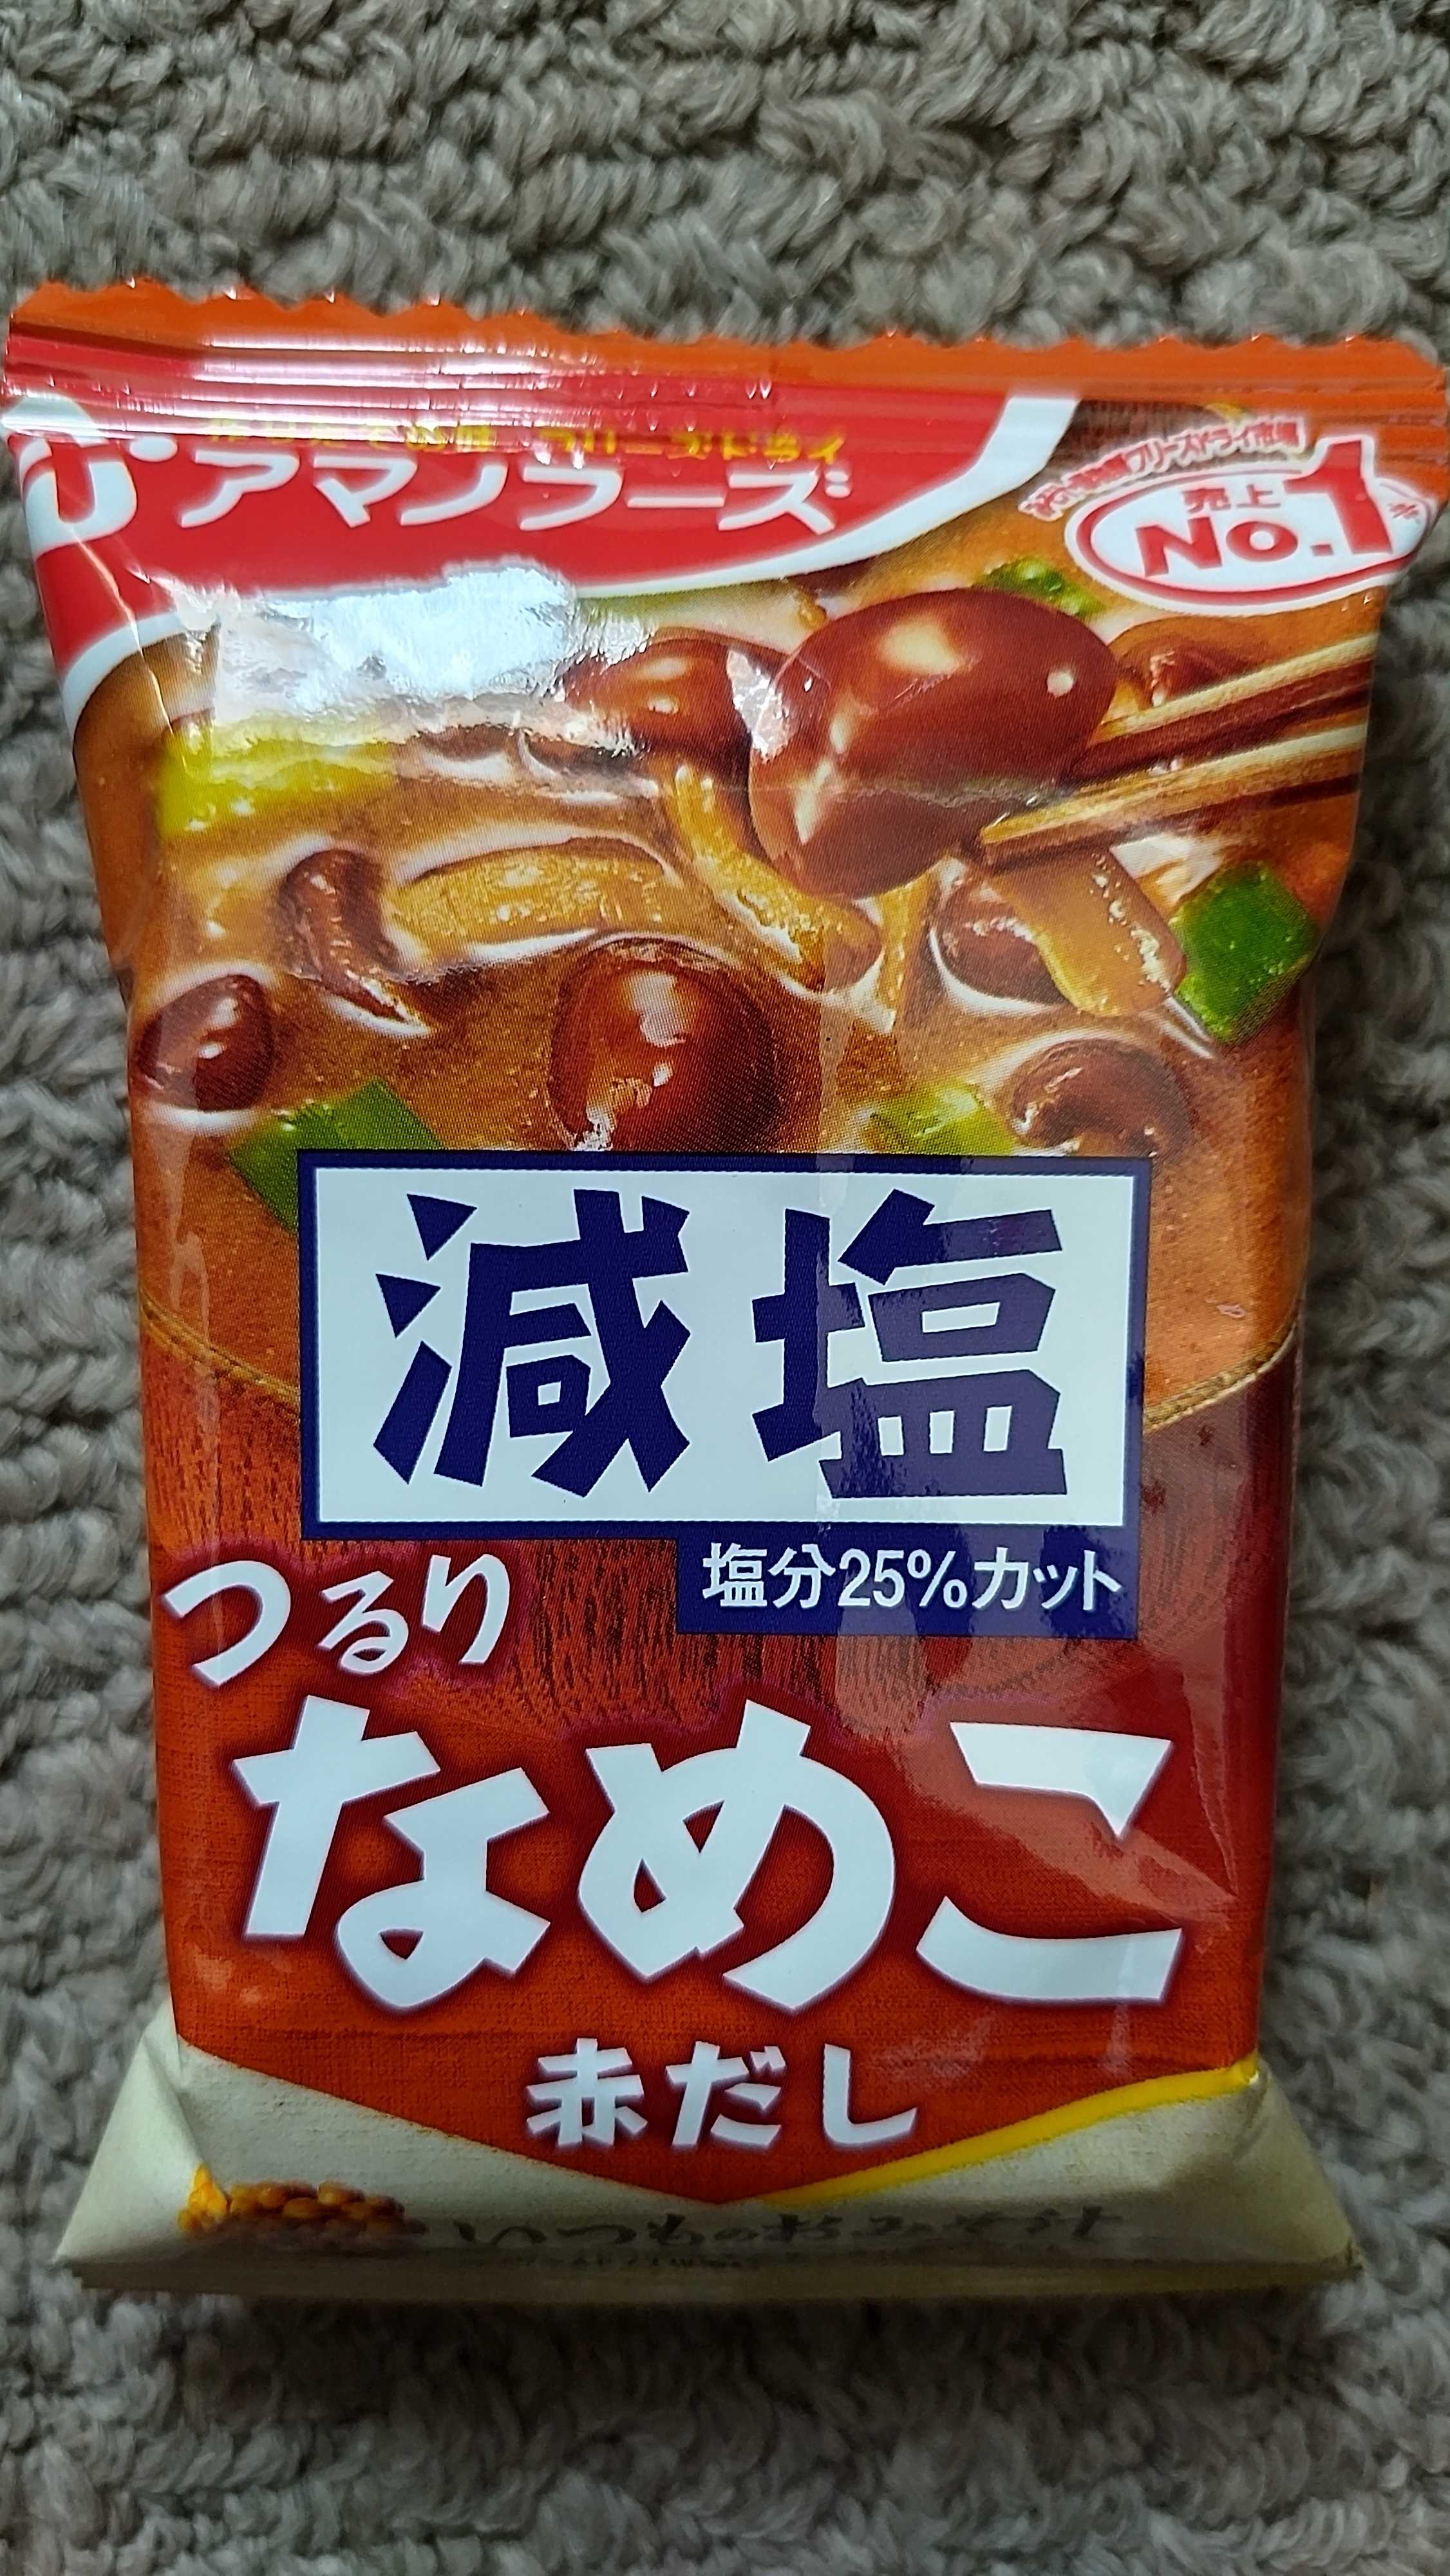 アマノフーズ
フリーズドライ
売上
No.1※
減塩
塩分25%カット
つるり
なめこ
赤だし
いつものおみそ汁